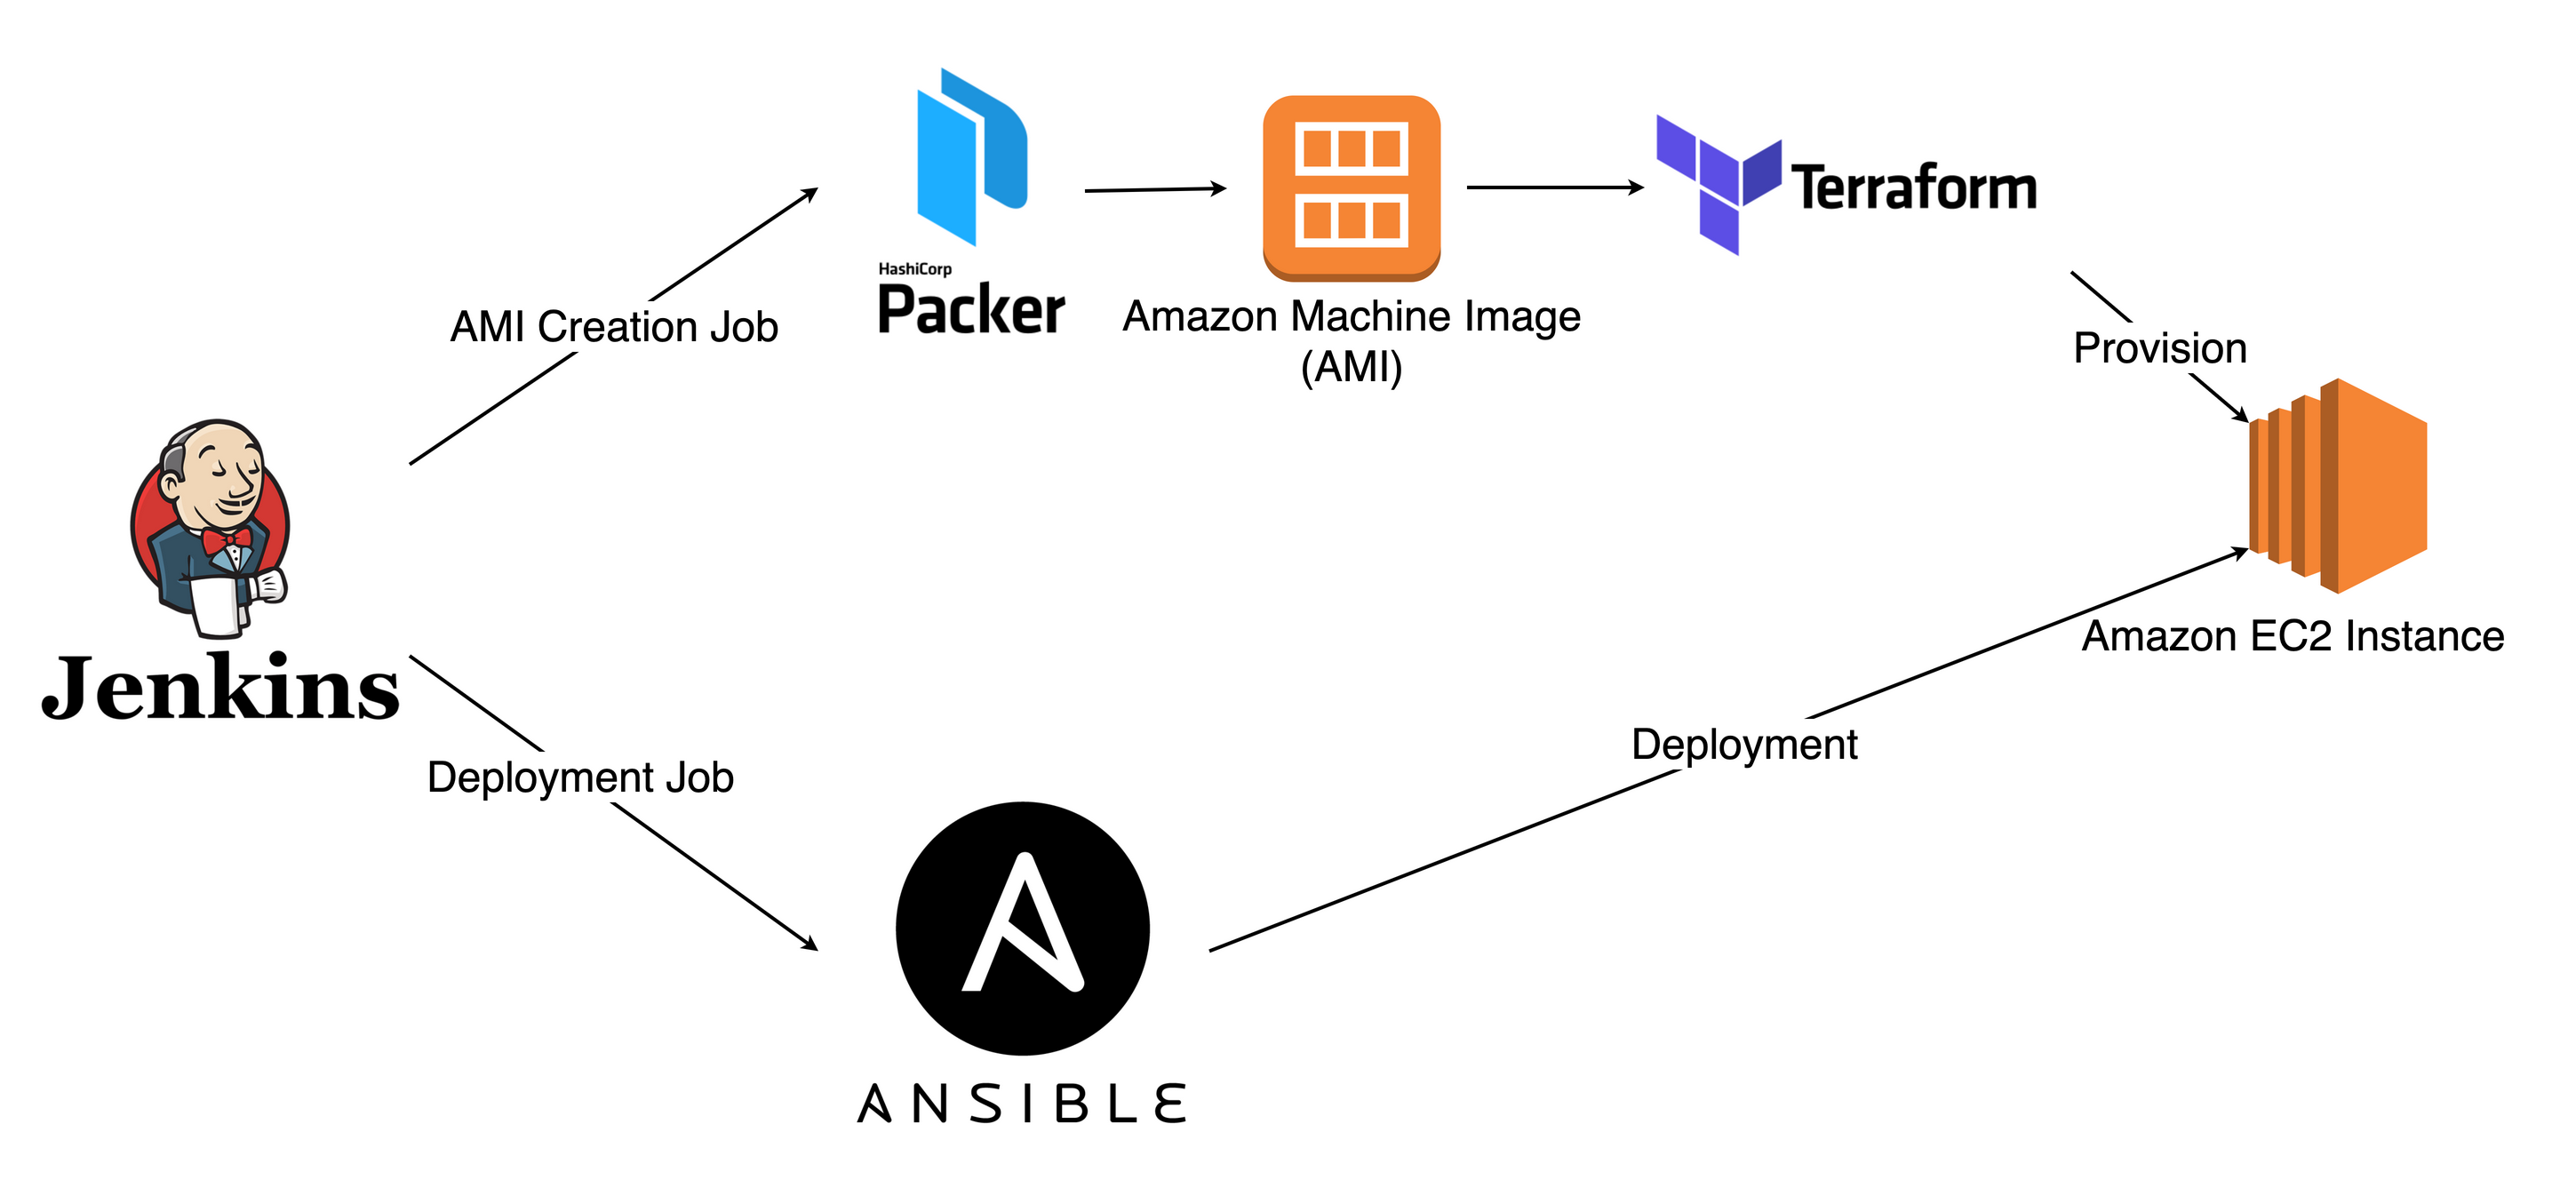 HashiCorp
Packer
Amazon Machine Image
(AMI)
Terraform
AMI Creation Job
Provision
Jenkins
Amazon EC2 Instance
Deployment Job
Deployment
ANSIBLE